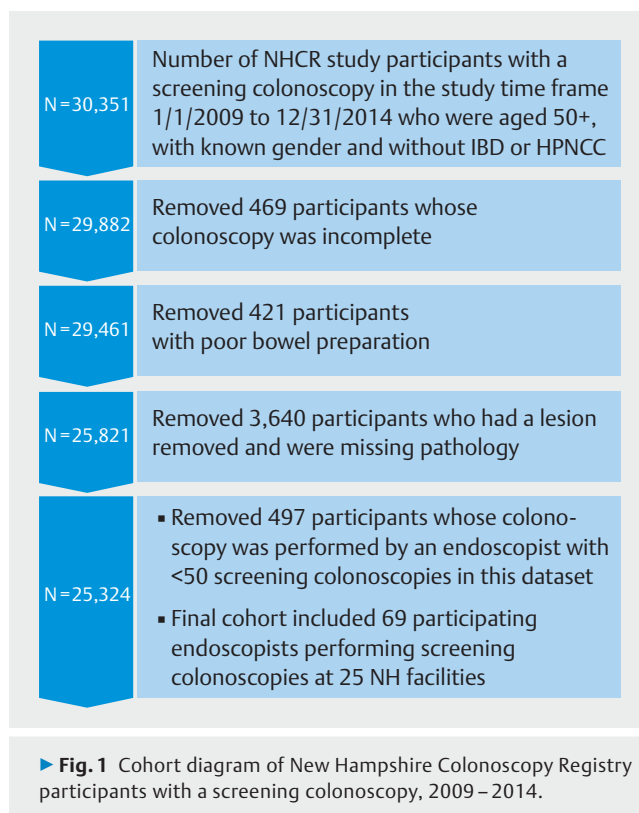 N=30,351
Number of NHCR study participants with a
screening colonoscopy in the study time frame
1/1/2009 to 12/31/2014 who were aged 50+,
with known gender and without IBD or HPNCC
N=29,882
Removed 469 participants whose
colonoscopy was incomplete
N=29,461
Removed 421 participants
with poor bowel preparation
N=25,821
Removed 3,640 participants who had a lesion
removed and were missing pathology
N=25,324
▪ Removed 497 participants whose colono-
scopy was performed by an endoscopist with
<50 screening colonoscopies in this dataset
▪ Final cohort included 69 participating
endoscopists performing screening
colonoscopies at 25 NH facilities
▶ Fig. 1 Cohort diagram of New Hampshire Colonoscopy Registry
participants with a screening colonoscopy, 2009–2014.